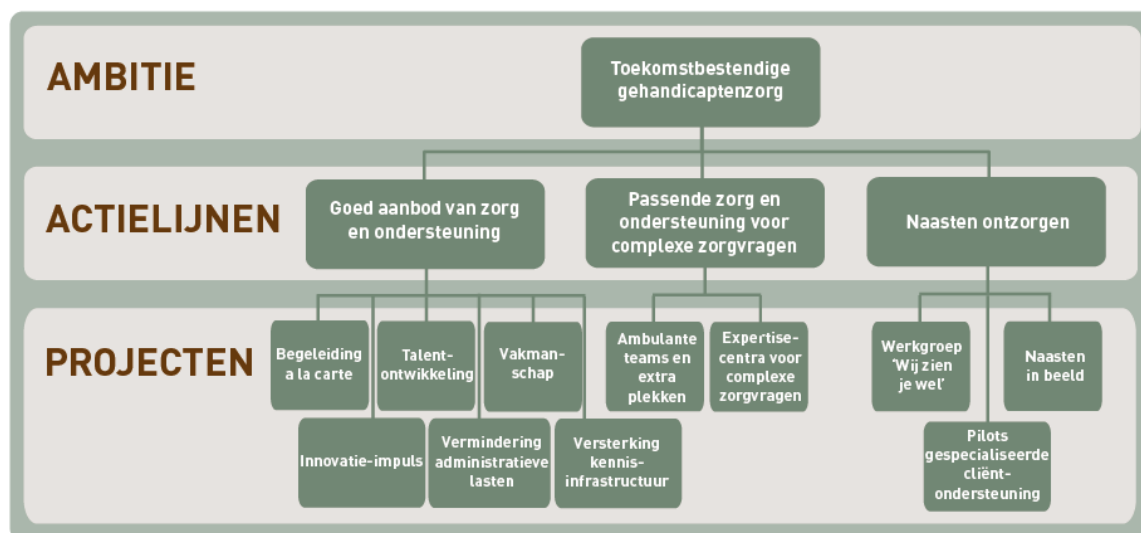 AMBITIE
Toekomstbestendige
gehandicaptenzorg
ACTIELIJNEN
Goed aanbod van zorg
en ondersteuning
Passende zorg en
ondersteuning voor
complexe zorgvragen
Naasten ontzorgen
PROJECTEN
Begeleiding
a la carte
Talent-
ontwikkeling
Vakman-
schap
Ambulante
teams en
extra
plekken
Expertise-
centra voor
complexe
zorgvragen
Werkgroep
‘Wij zien
je wel’
Naasten
in beeld
Innovatie-impuls
Vermindering
administratieve
lasten
Versterking
kennis-
infrastructuur
Pilots
gespecialiseerde
cliënt-
ondersteuning